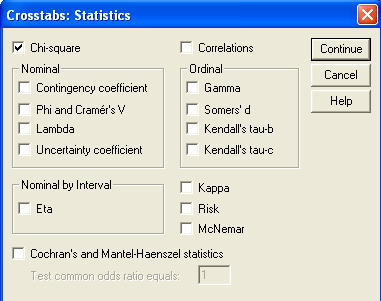 Crosstabs: Statistics
Chi-square
Correlations
Continue
Nominal
Ordinal
Cancel
Contingency coefficient
Gamma
Help
Phi and Cramér's V
Somers' d
Lambda
Kendall's tau-b
Uncertainty coefficient
Kendall's tau-c
Nominal by Interval
Kappa
Eta
Risk
McNemar
Cochran's and Mantel-Haenszel statistics
Test common odds ratio equals: 1